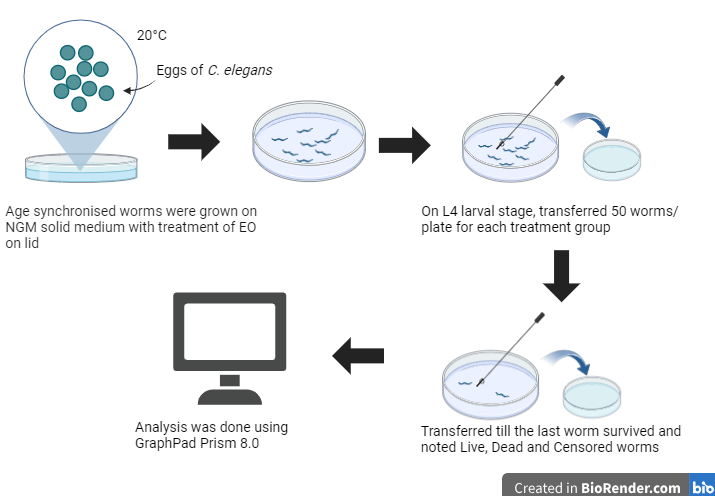 20°C
Eggs of C. elegans
Age synchronised worms were grown on
NGM solid medium with treatment of EO
on lid
On L4 larval stage, transferred 50 worms/
plate for each treatment group
Transferred till the last worm survived and
noted Live, Dead and Censored worms
Analysis was done using
GraphPad Prism 8.0
Created in BioRender.com bio